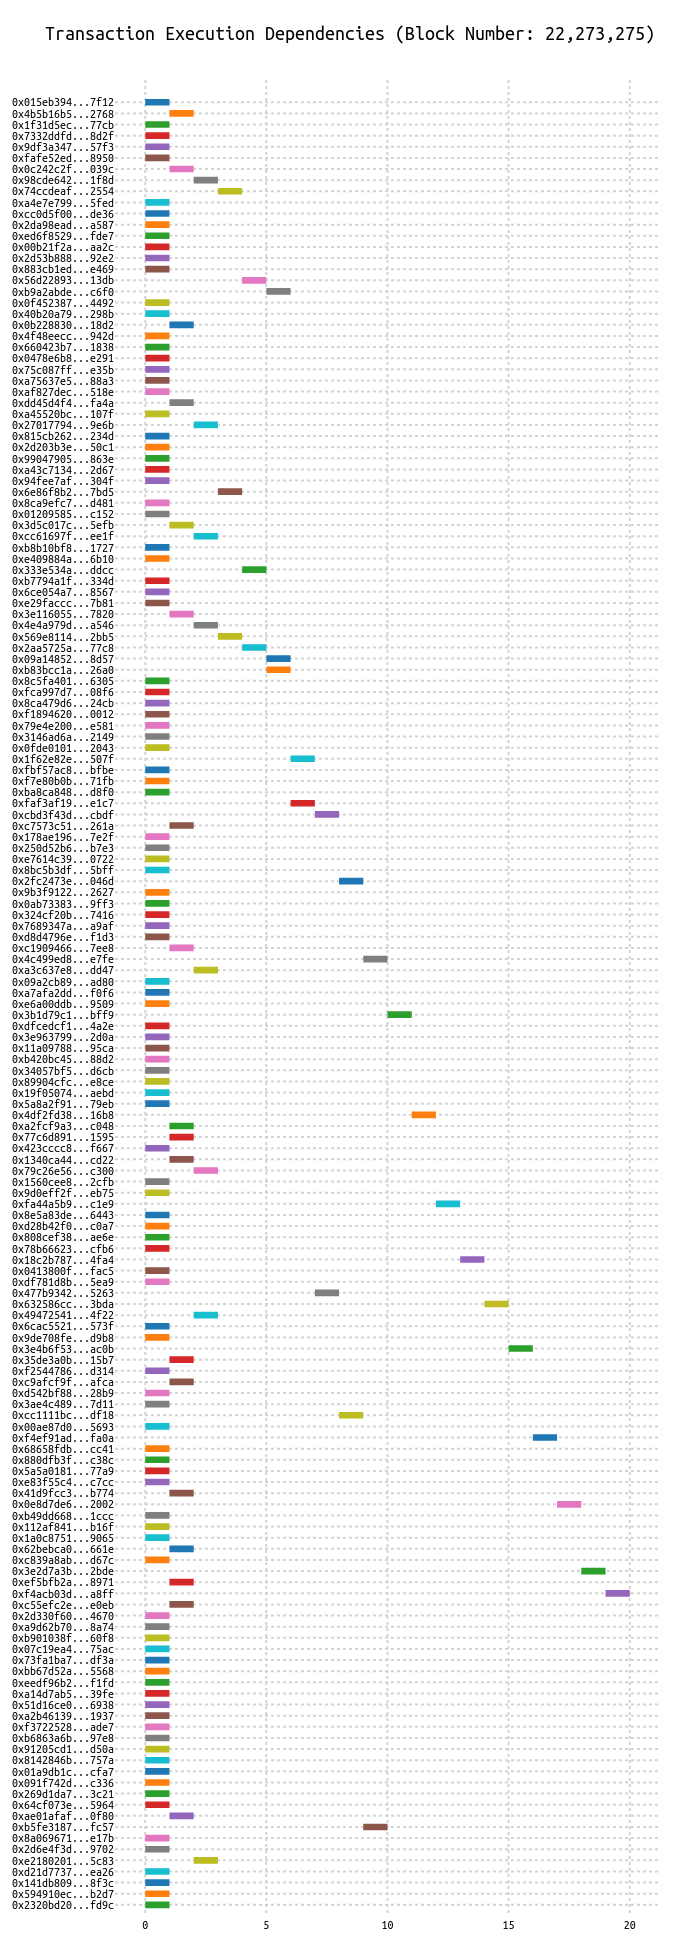 Transaction Execution Dependencies (Block Number: 22,273,275)
0x015eb394...7f12
0x4b5b16b5...2768
0x1f31d5ec...77cb
0x7332ddfd...8d2f
0x9df3a347...57f3
0xfafe52ed...8950
0x0c242c2f...039c
0x98cde642...1f8d
0x74ccdeaf...2554
0xa4e7e799...5fed
0xcc0d5f00...de36
0x2da98ead...a587
0xed6f8529...fde7
0x00b21f2a...aa2c
0x2d53b888...92e2
0x883cb1ed...e469
0x56d22893...13db
0xb9a2abde...c6f0
0x0f452387...4492
0x40b20a79...298b
0x0b228830...18d2
0x4f48eecc...942d
0x660423b7...1838
0x0478e6b8...e291
0x75c087ff...e35b
0xa75637e5...88a3
0xaf827dec...518e
0xdd45d4f4...fa4a
0xa45520bc...107f
0x27017794...9e6b
0x815cb262...234d
0x2d203b3e...50c1
0x99047905...863e
0xa43c7134...2d67
0x94fee7af...304f
0x6e86f8b2...7bd5
0x8ca9efc7...d481
0x01209585...c152
0x3d5c017c...5efb
0xcc61697f...ee1f
0xb8b10bf8...1727
0xe409884a...6b10
0x333e534a...ddcc
0xb7794a1f...334d
0x6ce054a7...8567
0xe29faccc...7b81
0x3e116055...7820
0x4e4a979d...a546
0x569e8114...2bb5
0x2aa5725a...77c8
0x09a14852...8d57
0xb83bcc1a...26a0
0x8c5fa401...6305
0xfca997d7...08f6
0x8ca479d6...24cb
0xf1894620...0012
0x79e4e200...e581
0x3146ad6a...2149
0x0fde0101...2043
0x1f62e82e...507f
0xfbf57ac8...bfbe
0xf7e80b0b...71fb
0xba8ca848...d8f0
0xfaf3af19...e1c7
0xcbd3f43d...cbdf
0xc7573c51...261a
0x178ae196...7e2f
0x250d52b6...b7e3
0xe7614c39...0722
0x8bc5b3df...5bff
0x2fc2473e...046d
0x9b3f9122...2627
0x0ab73383...9ff3
0x324cf20b...7416
0x7689347a...a9af
0xd8d4796e...f1d3
0xc1909466...7ee8
0x4c499ed8...e7fe
0xa3c637e8...dd47
0x09a2cb89...ad80
0xa7afa2dd...f0f6
0xe6a00ddb...9509
0x3b1d79c1...bff9
0xdfcedcf1...4a2e
0x3e963799...2d0a
0x11a09788...95ca
0xb420bc45...88d2
0x34057bf5...d6cb
0x89904cfc...e8ce
0x19f05074...aebd
0x5a8a2f91...79eb
0x4df2fd38...16b8
0xa2fcf9a3...c048
0x77c6d891...1595
0x423cccc8...f667
0x1340ca44...cd22
0x79c26e56...c300
0x1560cee8...2cfb
0x9d0eff2f...eb75
0xfa44a5b9...c1e9
0x8e5a83de...6443
0xd28b42f0...c0a7
0x808cef38...ae6e
0x78b66623...cfb6
0x18c2b787...4fa4
0x0413800f...fac5
0xdf781d8b...5ea9
0x477b9342...5263
0x632586cc...3bda
0x49472541...4f22
0x6cac5521...573f
0x9de708fe...d9b8
0x3e4b6f53...ac0b
0x35de3a0b...15b7
0xf2544786...d314
0xc9afcf9f...afca
0xd542bf88...28b9
0x3ae4c489...7d11
0xcc1111bc...df18
0x00ae87d0...5693
0xf4ef91ad...fa0a
0x68658fdb...cc41
0x880dfb3f...c38c
0x5a5a0181...77a9
0xe83f55c4...c7cc
0x41d9fcc3...b774
0x0e8d7de6...2002
0xb49dd668...1ccc
0x112af841...b16f
0x1a0c8751...9065
0x62bebca0...661e
0xc839a8ab...d67c
0x3e2d7a3b...2bde
0xef5bfb2a...8971
0xf4acb03d...a8ff
0xc55efc2e...e0eb
0x2d330f60...4670
0xa9d62b70...8a74
0xb901038f...60f8
0x07c19ea4...75ac
0x73fa1ba7...df3a
0xbb67d52a...5568
0xeedf96b2...f1fd
0xa14d7ab5...39fe
0x51d16ce0...6938
0xa2b46139...1937
0xf3722528...ade7
0xb6863a6b...97e8
0x91205cd1...d50a
0x8142846b...757a
0x01a9db1c...cfa7
0x091f742d...c336
0x269d1da7...3c21
0x64cf073e...5964
0xae01afaf...0f80
0xb5fe3187...fc57
0x8a069671...e17b
0x2d6e4f3d...9702
0xe2180201...5c83
0xd21d7737...ea26
0x141db809...8f3c
0x594910ec...b2d7
0x2320bd20...fd9c
0 5 10 15 20